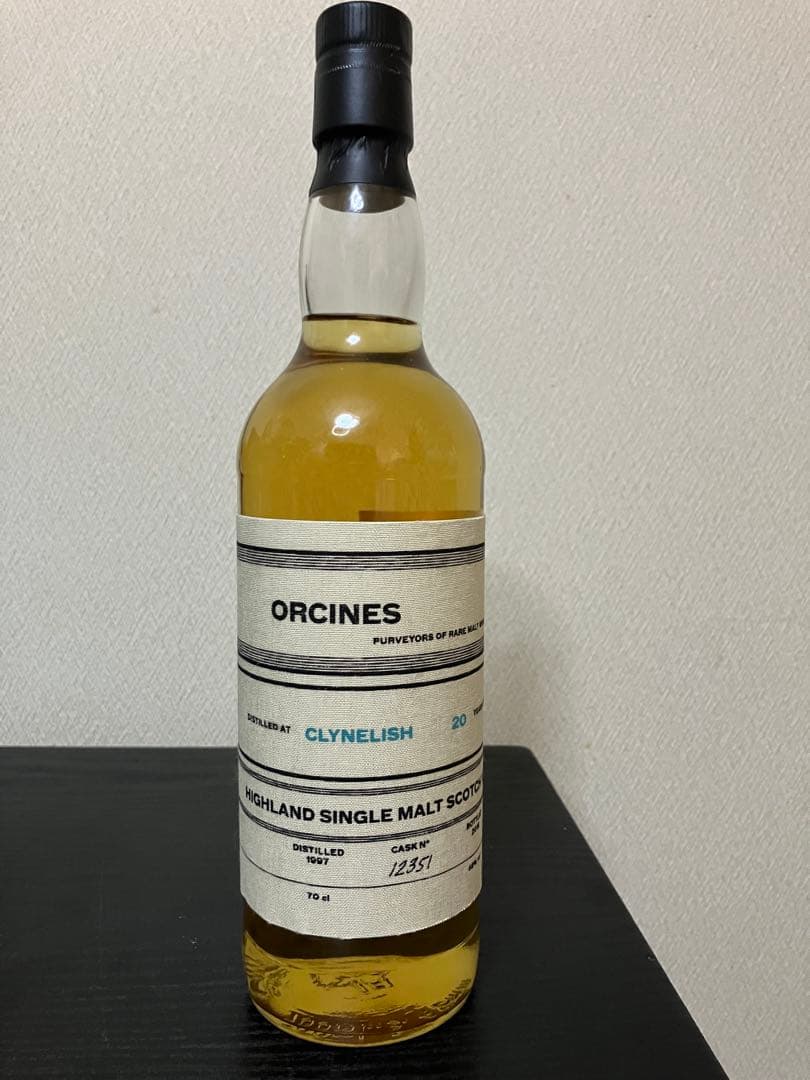 ORCINES
PURVEYORS OF RARE MALT
DISTILLED AT CLYNELISH 20
HIGHLAND SINGLE MALT SCOTCH
DISTILLED 1997
CASK Nº 12351
70 cl